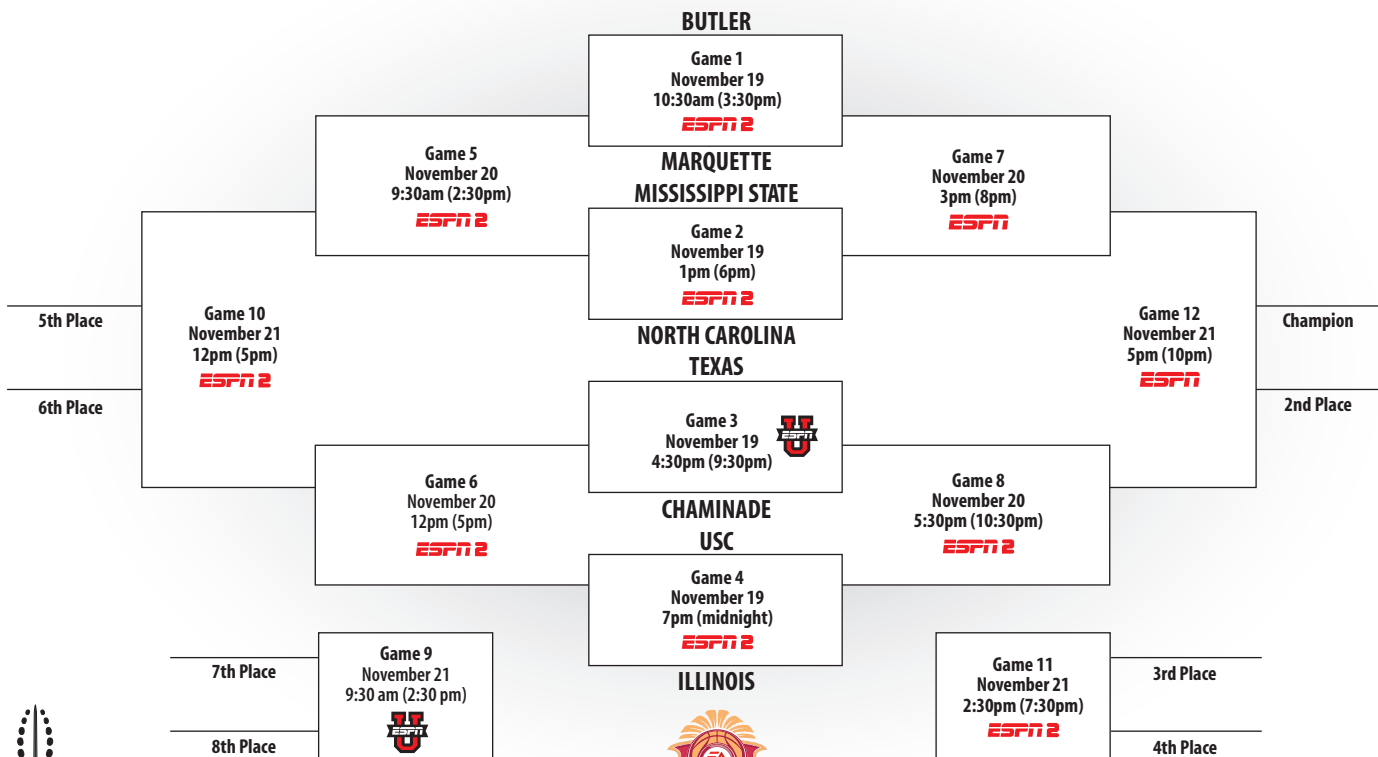 BUTLER
Game 1
November 19
10:30am (3:30pm)
ESPN 2
MARQUETTE
MISSISSIPPI STATE
Game 2
November 19
1pm (6pm)
ESPN 2
NORTH CAROLINA
TEXAS
Game 3
November 19
4:30pm (9:30pm)
U
ESPN
CHAMINADE
USC
Game 4
November 19
7pm (midnight)
ESPN 2
ILLINOIS
Game 5
November 20
9:30am (2:30pm)
ESPN 2
Game 6
November 20
12pm (5pm)
ESPN 2
Game 7
November 20
3pm (8pm)
ESPN
Game 8
November 20
5:30pm (10:30pm)
ESPN 2
5th Place
6th Place
Game 10
November 21
12pm (5pm)
ESPN 2
Game 12
November 21
5pm (10pm)
ESPN
Champion
2nd Place
7th Place
8th Place
Game 9
November 21
9:30 am (2:30 pm)
U
ESPN
Game 11
November 21
2:30pm (7:30pm)
ESPN 2
3rd Place
4th Place